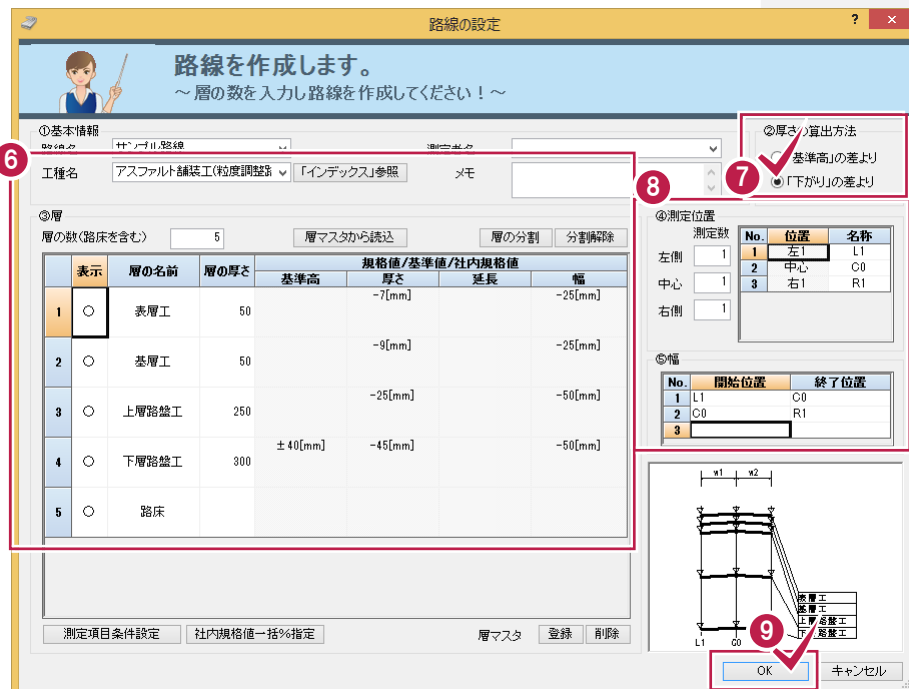 路線の設定
?
×
路線を作成します。
～層の数を入力し路線を作成してください！～
①基本情報
路線名
サンプル路線
測定者名
工種名
アスファルト舗装工(粒度調整
「インデックス」参照
メモ
②厚さの算出方法
「基準高」の差より
「下がり」の差より
6
7
8
③層
層の数(路床を含む)
5
層マスタから読込
層の分割
分割解除
表示 層の名前 層の厚さ 規格値/基準値/社内規格値
基準高 厚さ 延長 幅
1 ○ 表層工 50 -7[mm] -25[mm]
2 ○ 基層工 50 -9[mm] -25[mm]
3 ○ 上層路盤工 250 -25[mm] -50[mm]
4 ○ 下層路盤工 300 ±40[mm] -45[mm] -50[mm]
5 ○ 路床
④測定位置
測定数
左側 1
中心 1
右側 1
No. 位置 名称
1 左1 L1
2 中心 C0
3 右1 R1
⑤幅
No. 開始位置 終了位置
1 L1 C0
2 C0 R1
3
w1 w2
表層工
基層工
上層路盤工
下層路盤工
L1 C0
測定項目条件設定
社内規格値一括%指定
層マスタ
登録
削除
9
OK
キャンセル